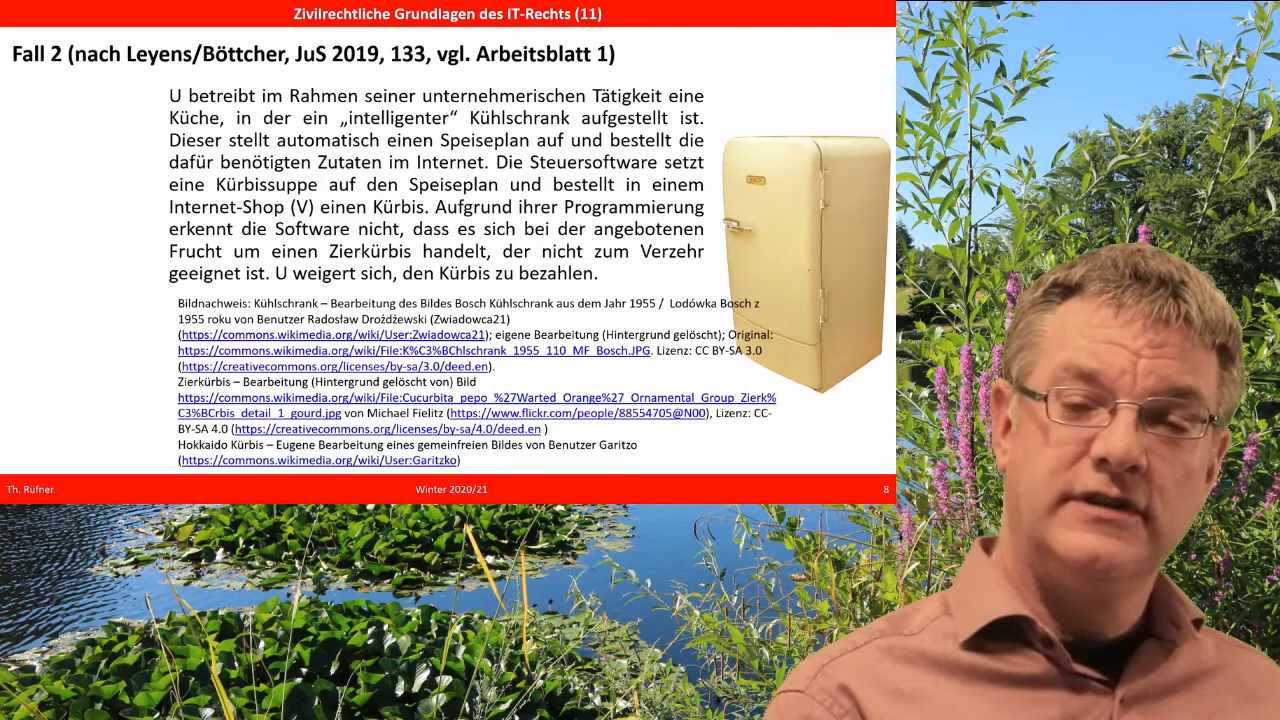 Zivilrechtliche Grundlagen des IT-Rechts (11)
Fall 2 (nach Leyens/Böttcher, JuS 2019, 133, vgl. Arbeitsblatt 1)
U betreibt im Rahmen seiner unternehmerischen Tätigkeit eine
Küche, in der ein „intelligenter“ Kühlschrank aufgestellt ist.
Dieser stellt automatisch einen Speiseplan auf und bestellt die
dafür benötigten Zutaten im Internet. Die Steuersoftware setzt
eine Kürbissuppe auf den Speiseplan und bestellt in einem
Internet-Shop (V) einen Kürbis. Aufgrund ihrer Programmierung
erkennt die Software nicht, dass es sich bei der angebotenen
Frucht um einen Zierkürbis handelt, der nicht zum Verzehr
geeignet ist. U weigert sich, den Kürbis zu bezahlen.
Bildnachweis: Kühlschrank – Bearbeitung des Bildes Bosch Kühlschrank aus dem Jahr 1955 / Lodówka Bosch z
1955 roku von Benutzer Radosław Drożdżewski (Zwiadowca21)
(https://commons.wikimedia.org/wiki/User:Zwiadowca21); eigene Bearbeitung (Hintergrund gelöscht); Original:
https://commons.wikimedia.org/wiki/File:K%C3%BChlschrank_1955_110_MF_Bosch.JPG. Lizenz: CC BY-SA 3.0
(https://creativecommons.org/licenses/by-sa/3.0/deed.en).
Zierkürbis – Bearbeitung (Hintergrund gelöscht von) Bild
https://commons.wikimedia.org/wiki/File:Cucurbita_pepo_%27Warted_Orange%27_Ornamental_Group_Zierk%
C3%BCrbis_detail_1_gourd.jpg von Michael Fielitz (https://www.flickr.com/people/88554705@N00), Lizenz: CC-
BY-SA 4.0 (https://creativecommons.org/licenses/by-sa/4.0/deed.en )
Hokkaido Kürbis – Eugene Bearbeitung eines gemeinfreien Bildes von Benutzer Garitzo
(https://commons.wikimedia.org/wiki/User:Garitzko)
Th. Rüfner
Winter 2020/21
8